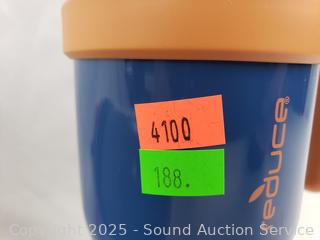 4100
188.
reduce®
Copyright 2025 - Sound Auction Service